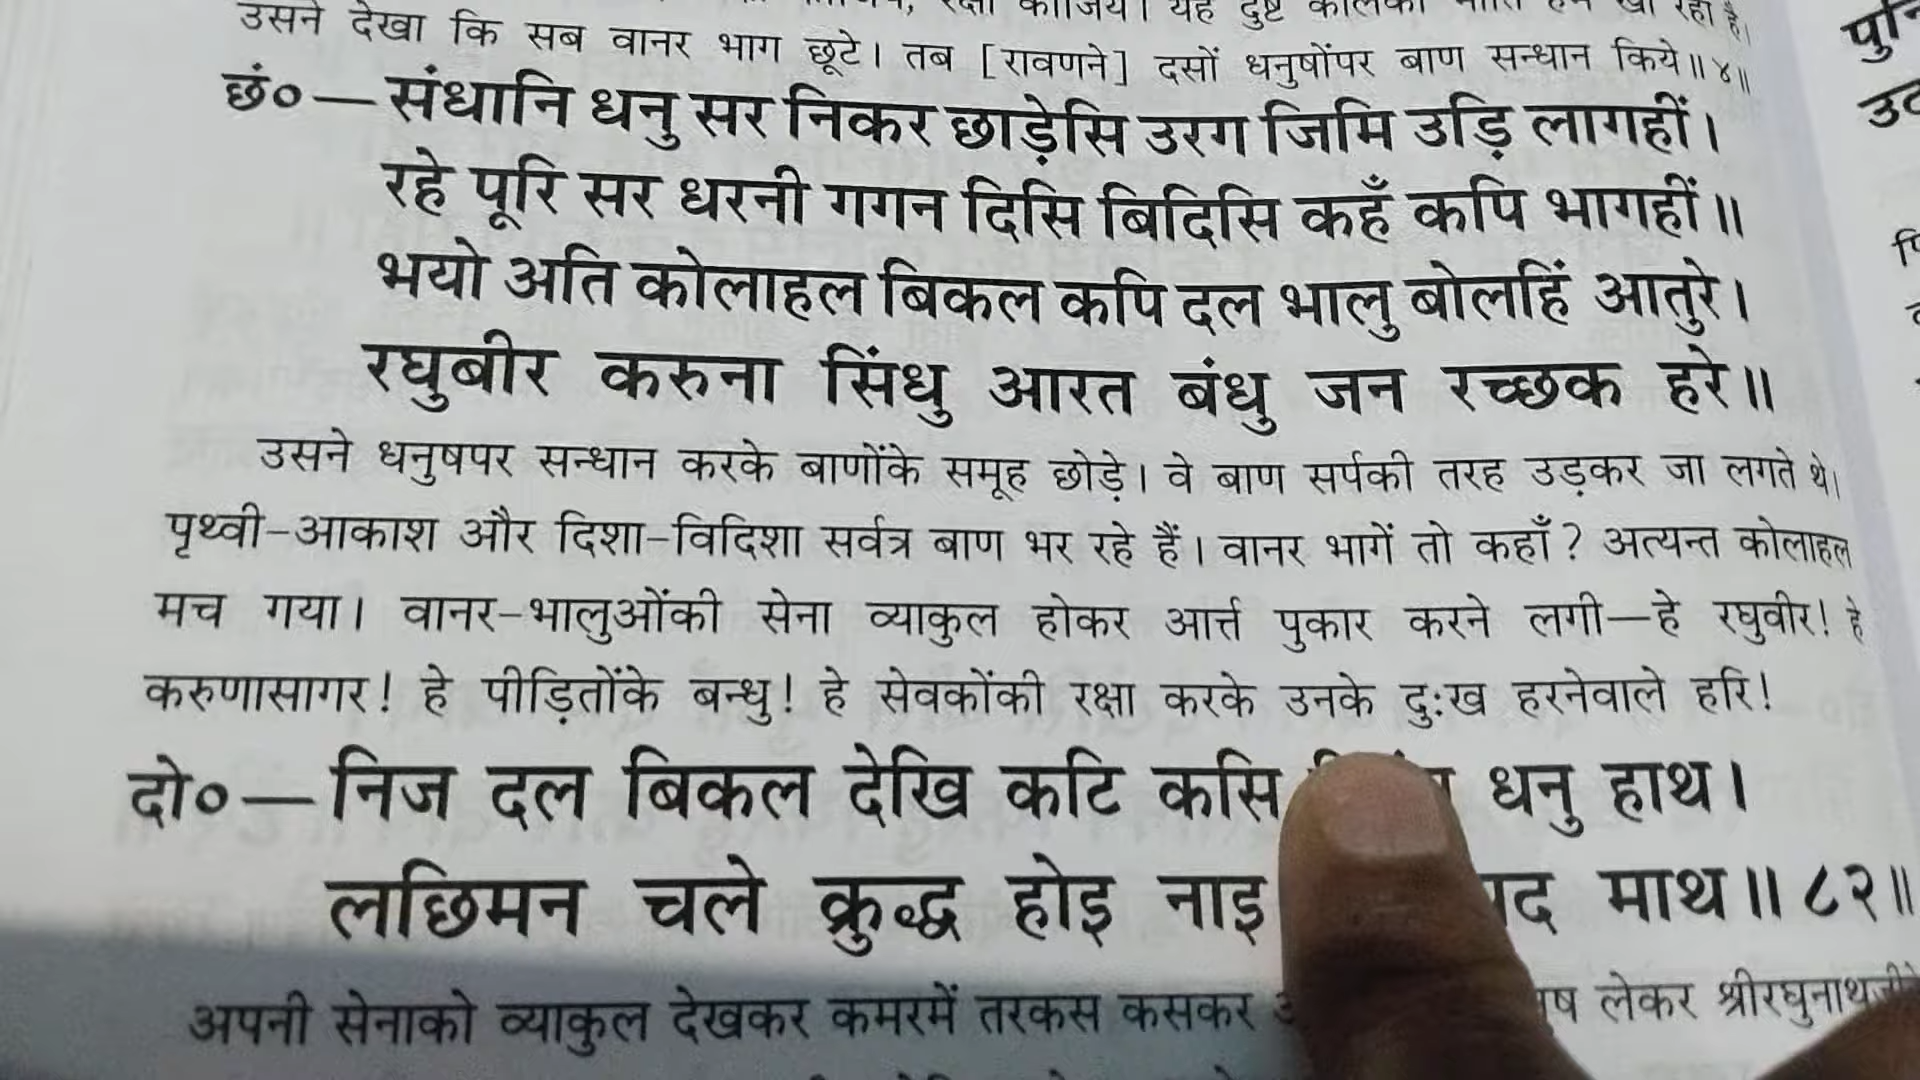 रक्षा कीजिये। यह दुष्ट
उसने देखा कि सब वानर भाग छूटे। तब [रावणने] दसों धनुषोंपर बाण सन्धान किये॥ ४॥
छं०—संधानि धनु सर निकर छाड़ेसि उरग जिमि उड़ि लागहीं।
रहे पूरि सर धरनी गगन दिसि बिदिसि कहँ कपि भागहीं॥
भयो अति कोलाहल बिकल कपि दल भालु बोलहिं आतुरे।
रघुबीर करुना सिंधु आरत बंधु जन रच्छक हरे॥
उसने धनुषपर सन्धान करके बाणोंके समूह छोड़े। वे बाण सर्पकी तरह उड़कर जा लगते थे।
पृथ्वी-आकाश और दिशा-विदिशा सर्वत्र बाण भर रहे हैं। वानर भागें तो कहाँ? अत्यन्त कोलाहल
मच गया। वानर-भालुओंकी सेना व्याकुल होकर आर्त्त पुकार करने लगी—हे रघुवीर! हे
करुणासागर! हे पीड़ितोंके बन्धु! हे सेवकोंकी रक्षा करके उनके दुःख हरनेवाले हरि!
दो०—निज दल बिकल देखि कटि कसि धनु हाथ।
लछिमन चले क्रुद्ध होइ नाइ पद माथ॥ ८२॥
अपनी सेनाको व्याकुल देखकर कमरमें तरकस कसकर लेकर श्रीरघुनाथजीके